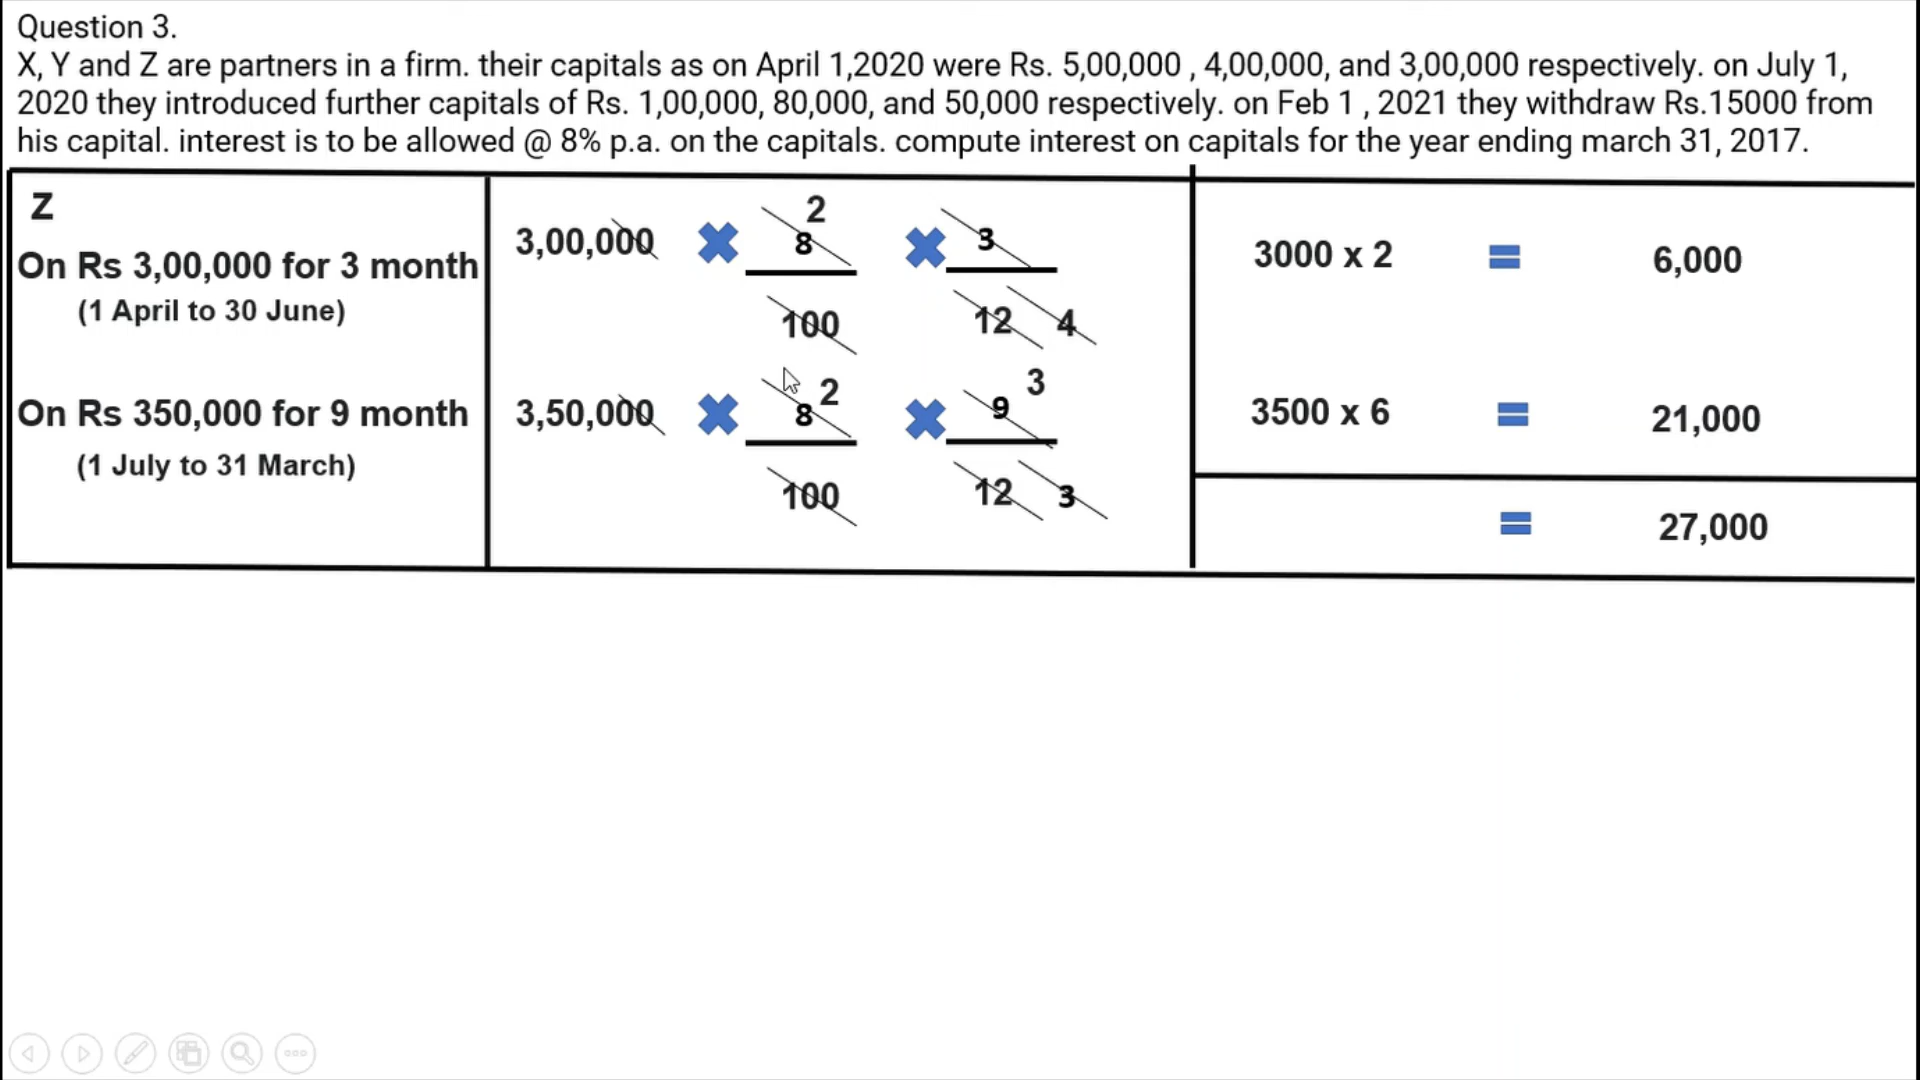 Question 3.
X, Y and Z are partners in a firm. their capitals as on April 1,2020 were Rs. 5,00,000 , 4,00,000, and 3,00,000 respectively. on July 1,
2020 they introduced further capitals of Rs. 1,00,000, 80,000, and 50,000 respectively. on Feb 1 , 2021 they withdraw Rs.15000 from
his capital. interest is to be allowed @ 8% p.a. on the capitals. compute interest on capitals for the year ending march 31, 2017.
Z
On Rs 3,00,000 for 3 month
(1 April to 30 June)
3,00,000 ✖ 8 2 ✖ 3
100 12 4
3000 x 2 = 6,000
On Rs 350,000 for 9 month
(1 July to 31 March)
3,50,000 ✖ 8 2 ✖ 9 3
100 12 3
3500 x 6 = 21,000
= 27,000